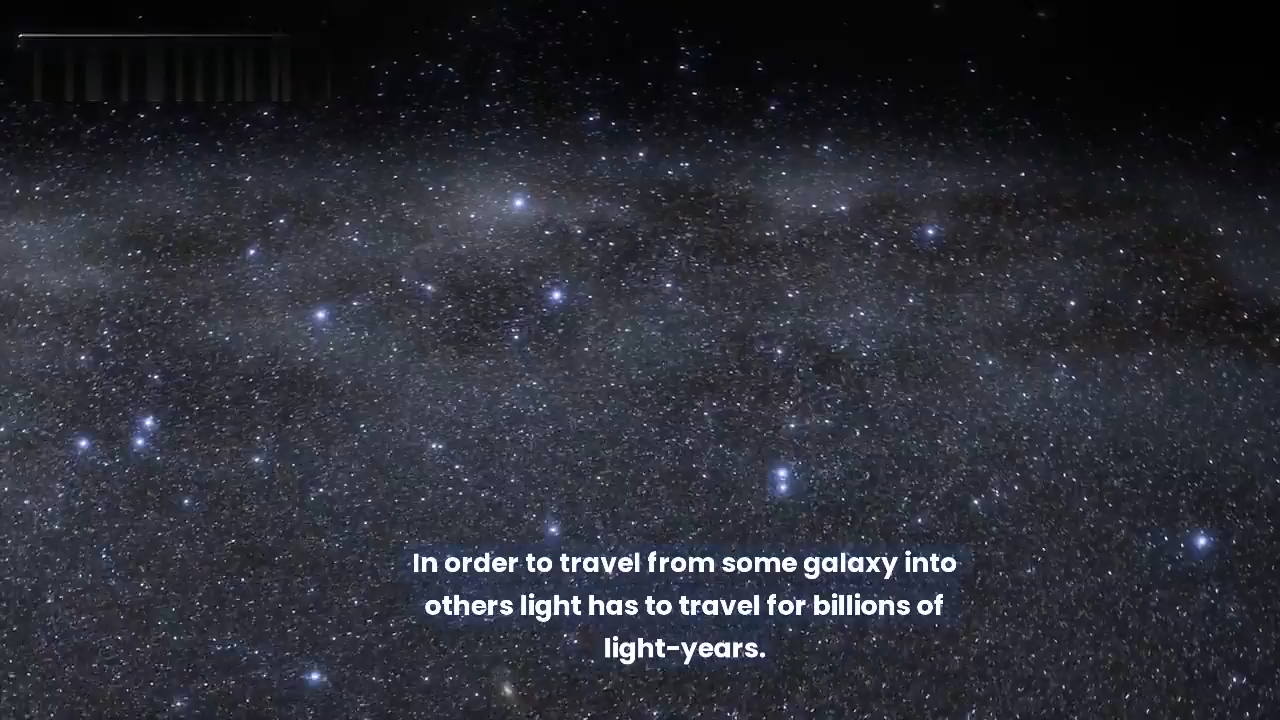 In order to travel from some galaxy into
others light has to travel for billions of
light-years.